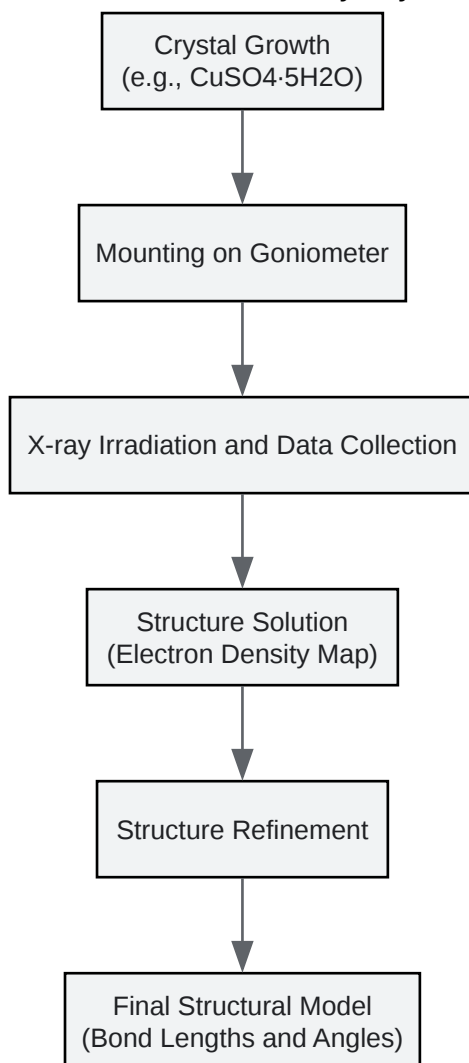 Crystal Growth
(e.g., CuSO4·5H2O)
Mounting on Goniometer
X-ray Irradiation and Data Collection
Structure Solution
(Electron Density Map)
Structure Refinement
Final Structural Model
(Bond Lengths and Angles)